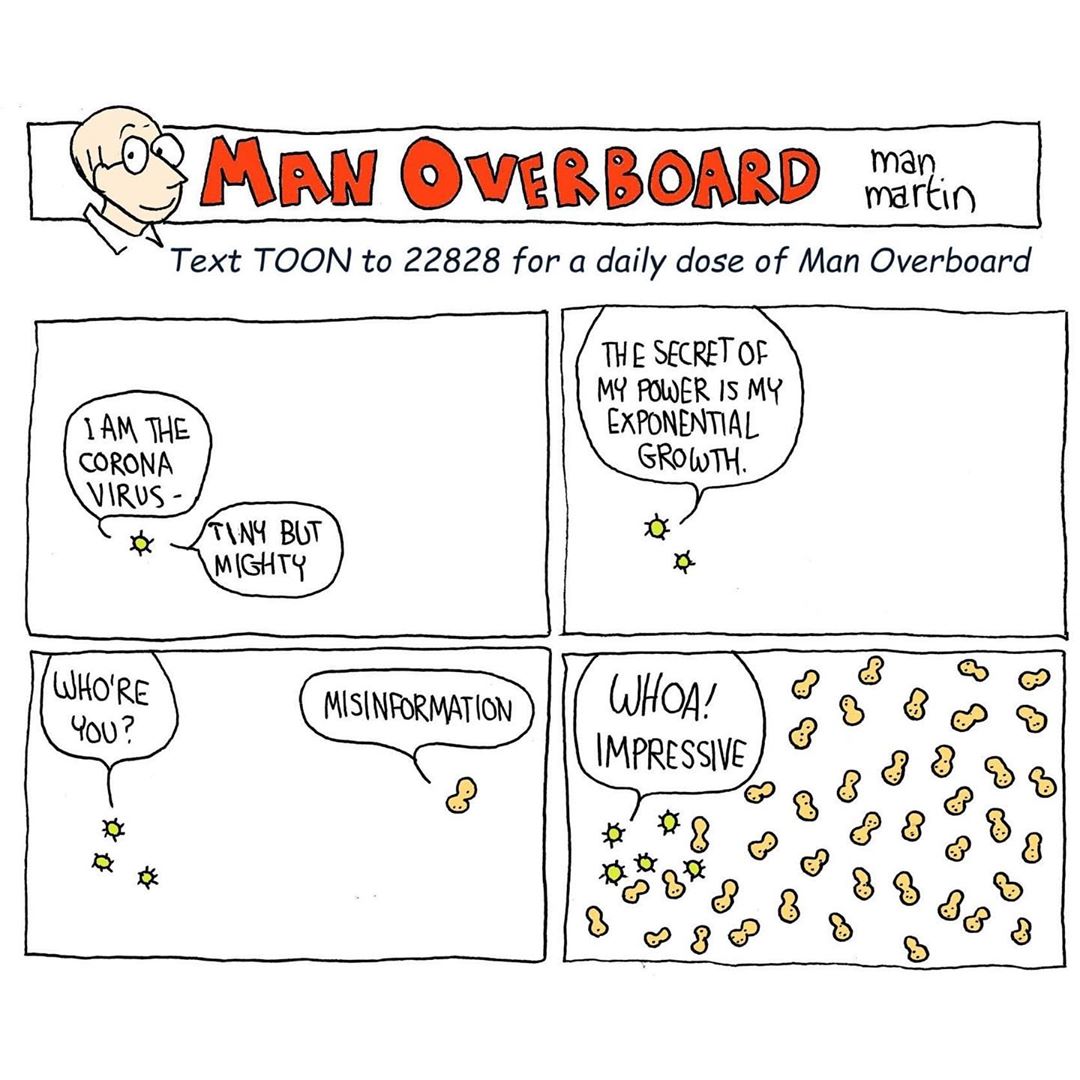 MAN OVERBOARD
man
martin
Text TOON to 22828 for a daily dose of Man Overboard
I AM THE
CORONA
VIRUS -
TINY BUT
MIGHTY
THE SECRET OF
MY POWER IS MY
EXPONENTIAL
GROWTH.
WHO'RE
YOU?
MISINFORMATION
WHOA!
IMPRESSIVE